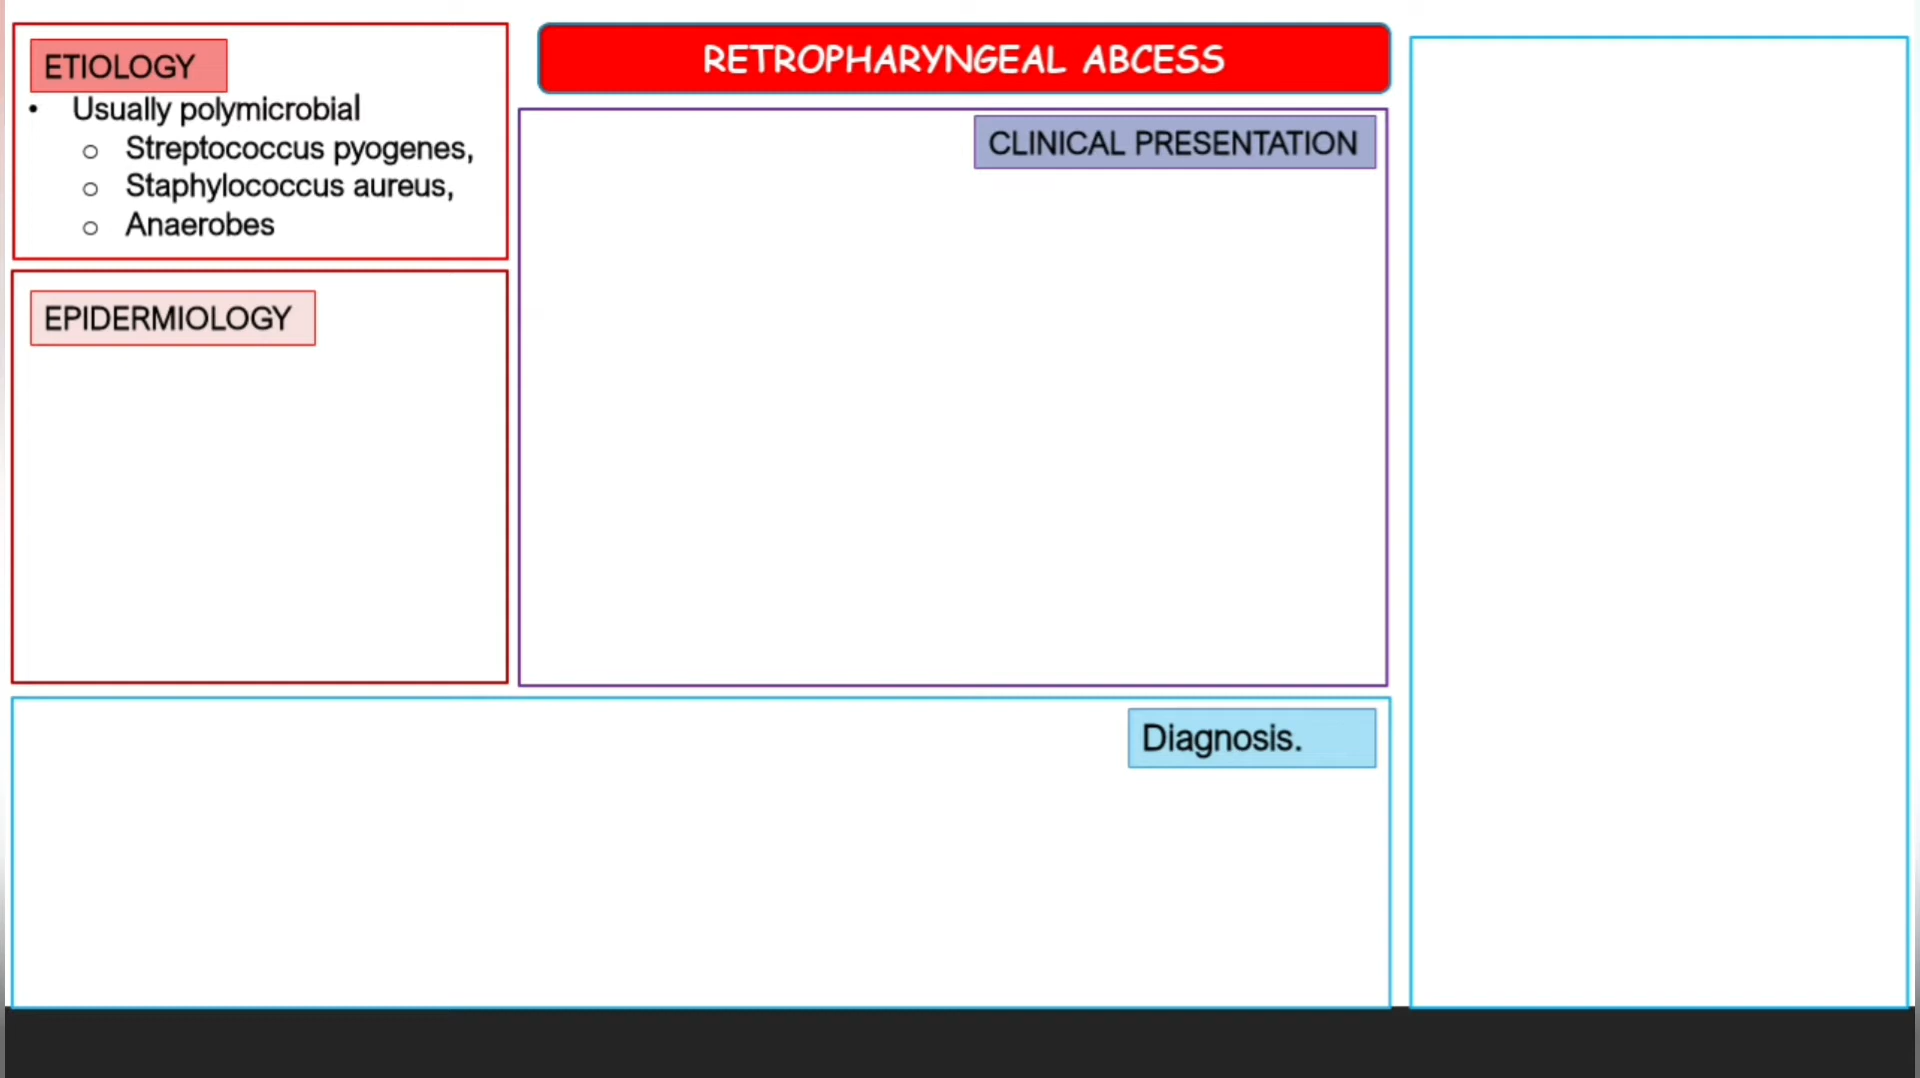 RETROPHARYNGEAL ABCESS
ETIOLOGY
• Usually polymicrobial
o Streptococcus pyogenes,
o Staphylococcus aureus,
o Anaerobes
EPIDERMIOLOGY
CLINICAL PRESENTATION
Diagnosis.